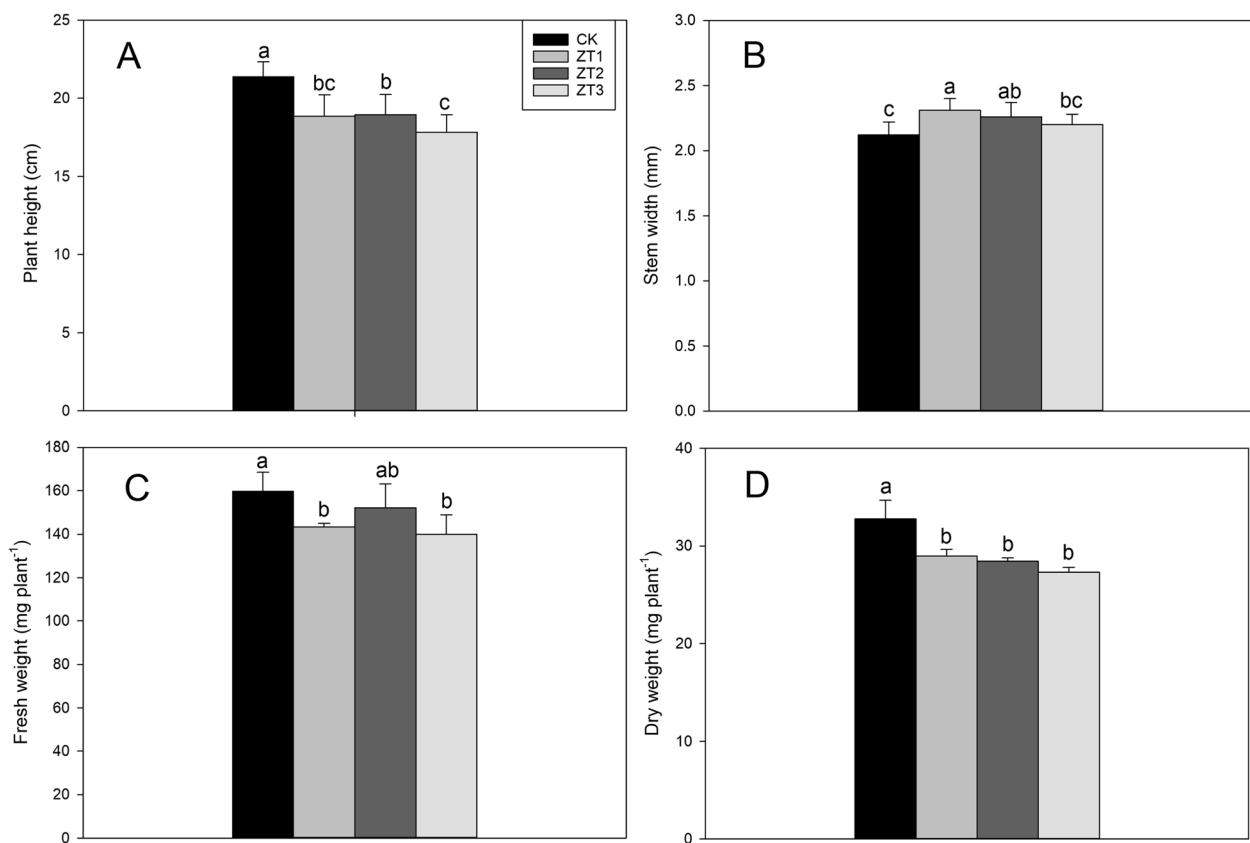 A
Plant height (cm)
25
20
15
10
5
0
a
bc
b
c
CK
ZT1
ZT2
ZT3
B
Stem width (mm)
3.0
2.5
2.0
1.5
1.0
0.5
0.0
c
a
ab
bc
C
Fresh weight (mg plant⁻¹)
180
160
140
120
100
80
60
40
20
0
a
b
ab
b
D
Dry weight (mg plant⁻¹)
40
30
20
10
0
a
b
b
b